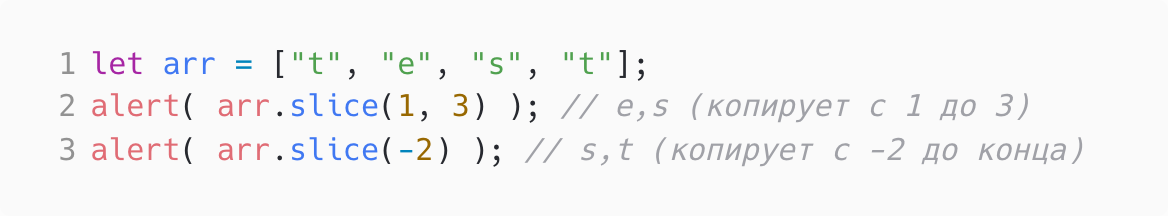 1 let arr = ["t", "e", "s", "t"];
2 alert( arr.slice(1, 3) ); // e,s (копирует с 1 до 3)
3 alert( arr.slice(-2) ); // s,t (копирует с -2 до конца)